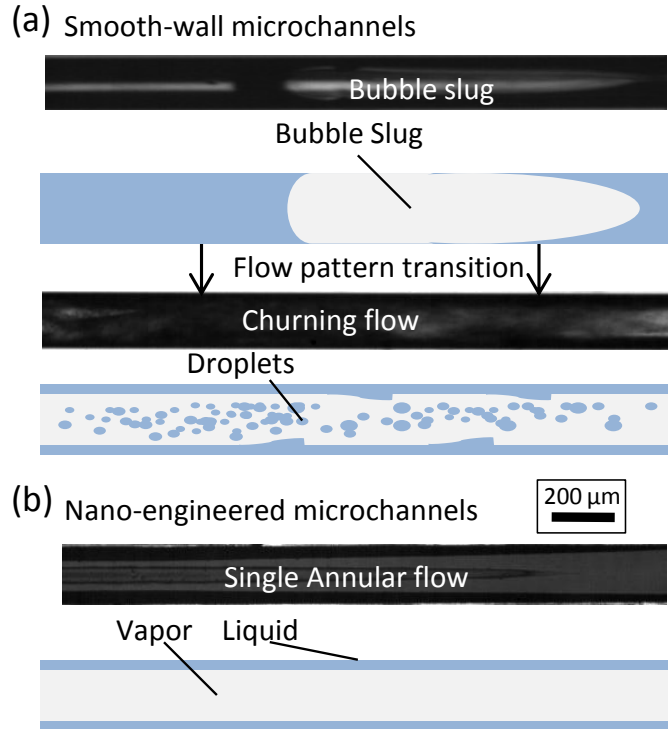 (a) Smooth-wall microchannels
Bubble slug
Bubble Slug
Flow pattern transition
Churning flow
Droplets
(b) Nano-engineered microchannels
200 μm
Single Annular flow
Vapor Liquid